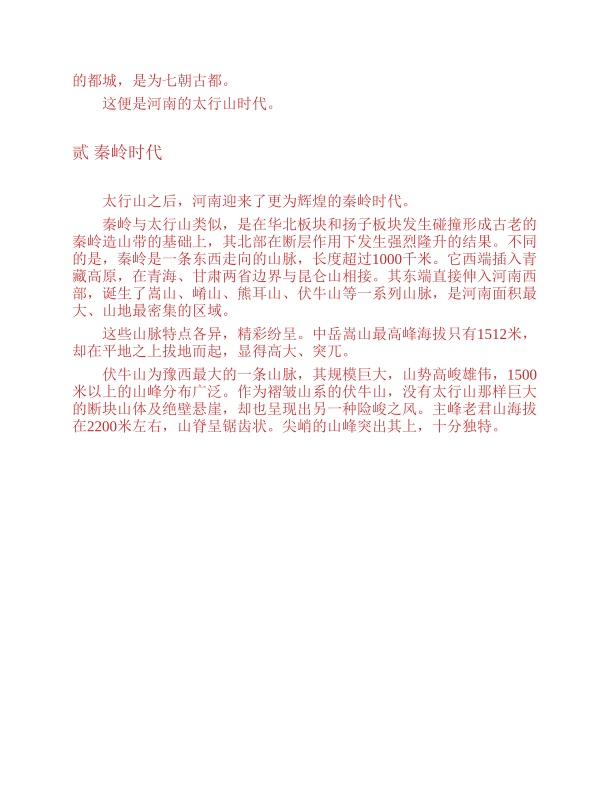 的都城，是为七朝古都。
这便是河南的太行山时代。
贰 秦岭时代
太行山之后，河南迎来了更为辉煌的秦岭时代。
秦岭与太行山类似，是在华北板块和扬子板块发生碰撞形成古老的
秦岭造山带的基础上，其北部在断层作用下发生强烈隆升的结果。不同
的是，秦岭是一条东西走向的山脉，长度超过1000千米。它西端插入青
藏高原，在青海、甘肃两省边界与昆仑山相接。其东端直接伸入河南西
部，诞生了嵩山、崤山、熊耳山、伏牛山等一系列山脉，是河南面积最
大、山地最密集的区域。
这些山脉特点各异，精彩纷呈。中岳嵩山最高峰海拔只有1512米，
却在平地之上拔地而起，显得高大、突兀。
伏牛山为豫西最大的一条山脉，其规模巨大，山势高峻雄伟，1500
米以上的山峰分布广泛。作为褶皱山系的伏牛山，没有太行山那样巨大
的断块山体及绝壁悬崖，却也呈现出另一种险峻之风。主峰老君山海拔
在2200米左右，山脊呈锯齿状。尖峭的山峰突出其上，十分独特。